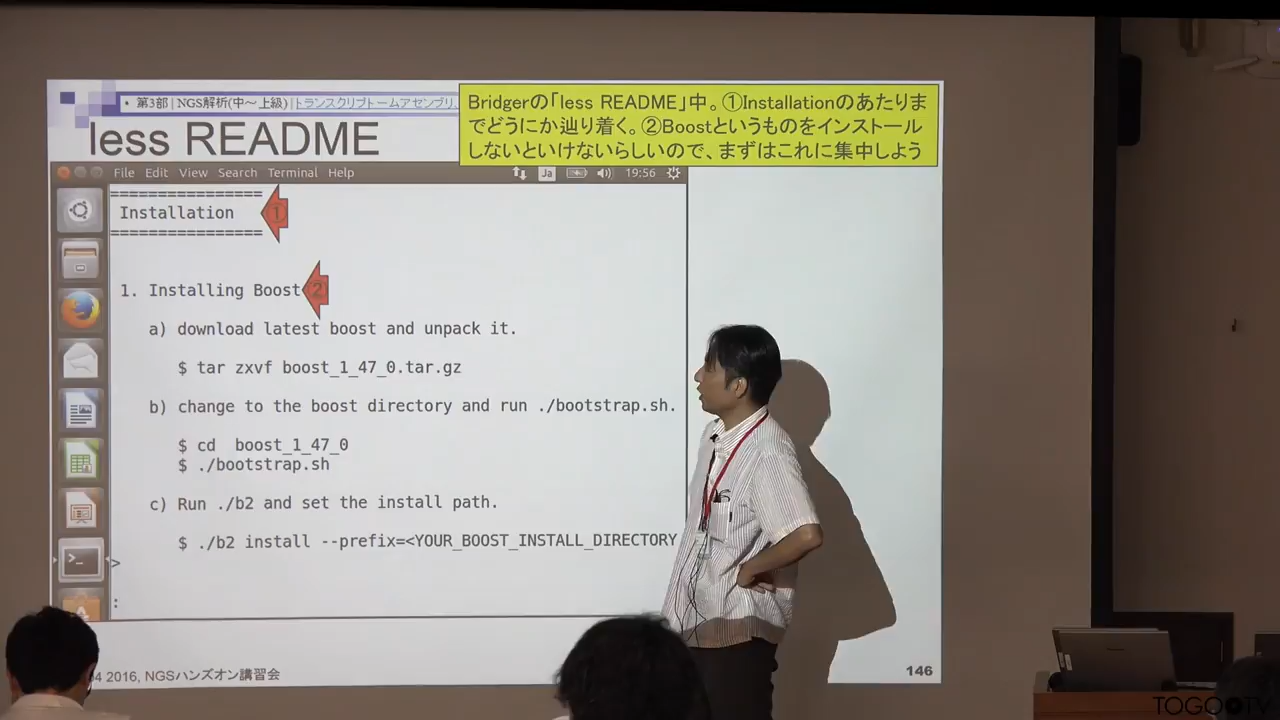 • 第3部 | NGS解析(中～上級) | トランスクリプトームアセンブリ、
less README
Bridgerの「less README」中。①Installationのあたりま
でどうにか辿り着く。②Boostというものをインストール
しないといけないらしいので、まずはこれに集中しよう
File Edit View Search Terminal Help
Ja
19:56
===============
Installation
①
===============
1. Installing Boost
②
a) download latest boost and unpack it.
$ tar zxvf boost_1_47_0.tar.gz
b) change to the boost directory and run ./bootstrap.sh.
$ cd  boost_1_47_0
$ ./bootstrap.sh
c) Run ./b2 and set the install path.
$ ./b2 install --prefix=<YOUR_BOOST_INSTALL_DIRECTORY
>
:
4 2016, NGSハンズオン講習会
146
TOGOTV